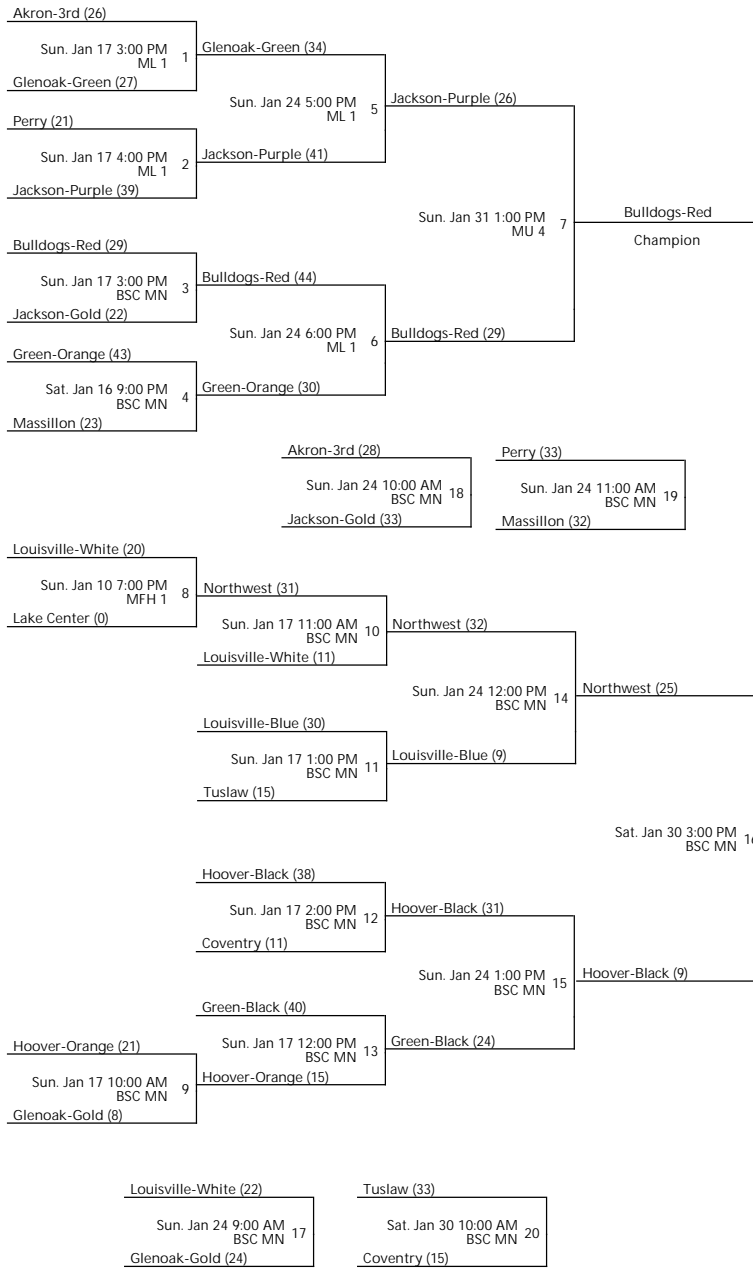 Akron-3rd (26)
Sun. Jan 17 3:00 PM
ML 1
1
Glenoak-Green (27)
Glenoak-Green (34)
Sun. Jan 24 5:00 PM
ML 1
5
Perry (21)
Sun. Jan 17 4:00 PM
ML 1
2
Jackson-Purple (39)
Jackson-Purple (41)
Jackson-Purple (26)
Sun. Jan 31 1:00 PM
MU 4
7
Bulldogs-Red
Champion
Bulldogs-Red (29)
Sun. Jan 17 3:00 PM
BSC MN
3
Jackson-Gold (22)
Bulldogs-Red (44)
Sun. Jan 24 6:00 PM
ML 1
6
Bulldogs-Red (29)
Green-Orange (43)
Sat. Jan 16 9:00 PM
BSC MN
4
Massillon (23)
Green-Orange (30)
Akron-3rd (28)
Sun. Jan 24 10:00 AM
BSC MN
18
Jackson-Gold (33)
Perry (33)
Sun. Jan 24 11:00 AM
BSC MN
19
Massillon (32)
Louisville-White (20)
Sun. Jan 10 7:00 PM
MFH 1
8
Lake Center (0)
Northwest (31)
Sun. Jan 17 11:00 AM
BSC MN
10
Louisville-White (11)
Northwest (32)
Sun. Jan 24 12:00 PM
BSC MN
14
Northwest (25)
Louisville-Blue (30)
Sun. Jan 17 1:00 PM
BSC MN
11
Tuslaw (15)
Louisville-Blue (9)
Sat. Jan 30 3:00 PM
BSC MN
Hoover-Black (38)
Sun. Jan 17 2:00 PM
BSC MN
12
Coventry (11)
Hoover-Black (31)
Sun. Jan 24 1:00 PM
BSC MN
15
Hoover-Black (9)
Green-Black (40)
Sun. Jan 17 12:00 PM
BSC MN
13
Green-Black (24)
Hoover-Orange (21)
Sun. Jan 17 10:00 AM
BSC MN
9
Glenoak-Gold (8)
Hoover-Orange (15)
Louisville-White (22)
Sun. Jan 24 9:00 AM
BSC MN
17
Glenoak-Gold (24)
Tuslaw (33)
Sat. Jan 30 10:00 AM
BSC MN
20
Coventry (15)